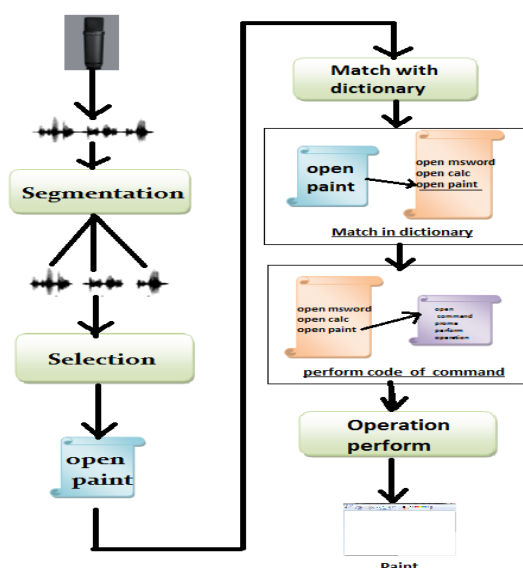 Segmentation
Selection
open
paint
Match with
dictionary
open
paint
open msword
open calc
open paint
Match in dictionary
open msword
open calc
open paint
open
command
prome
perform
operation
perform code of command
Operation
perform
Paint